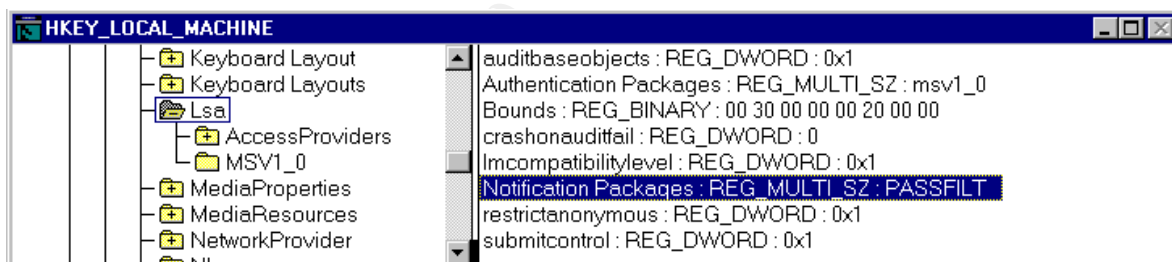 HKEY_LOCAL_MACHINE
Keyboard Layout
Keyboard Layouts
Lsa
AccessProviders
MSV1_0
MediaProperties
MediaResources
NetworkProvider
auditbaseobjects : REG_DWORD : 0x1
Authentication Packages : REG_MULTI_SZ : msv1_0
Bounds : REG_BINARY : 00 30 00 00 00 20 00 00
crashonauditfail : REG_DWORD : 0
lmcompatibilitylevel : REG_DWORD : 0x1
Notification Packages : REG_MULTI_SZ : PASSFILT
restrictanonymous : REG_DWORD : 0x1
submitcontrol : REG_DWORD : 0x1